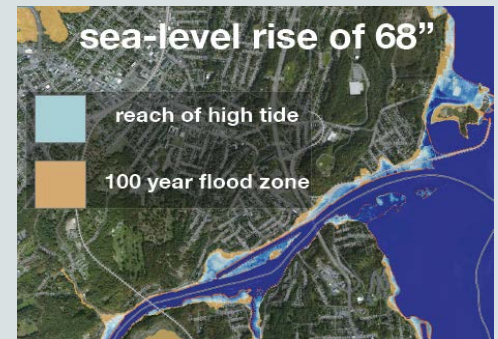 sea-level rise of 68”
reach of high tide
100 year flood zone